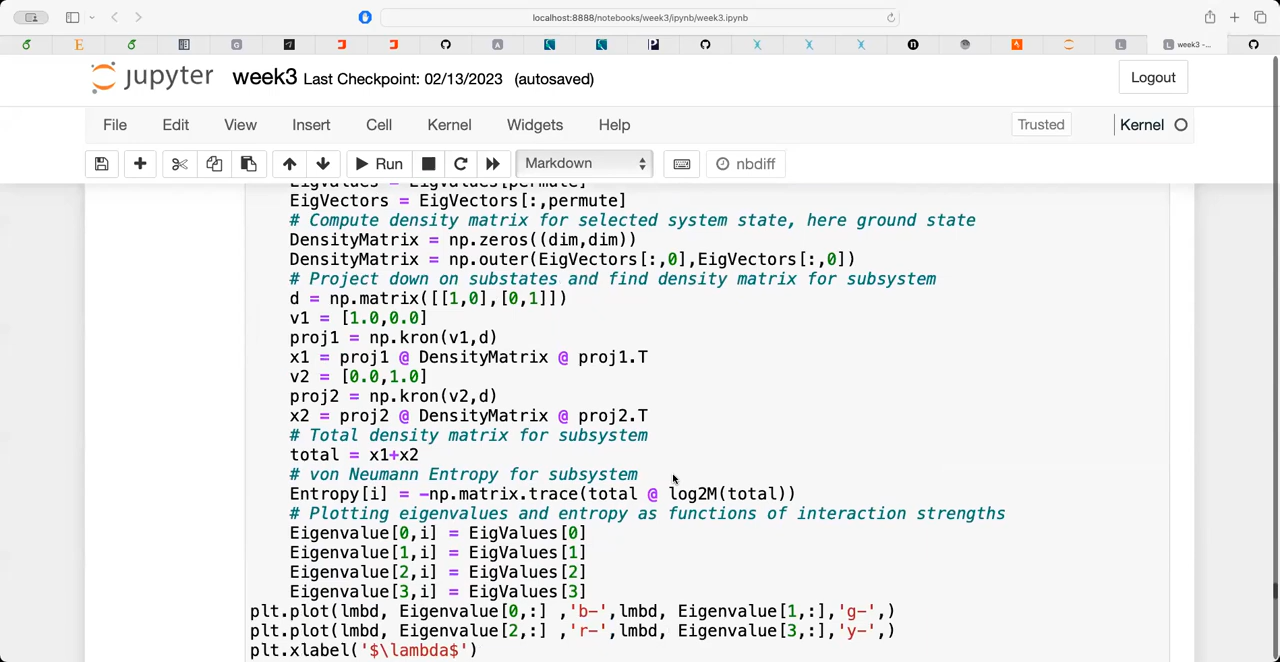 localhost:8888/notebooks/week3/ipynb/week3.ipynb
week3 -...
jupyter week3 Last Checkpoint: 02/13/2023 (autosaved)
Logout
File Edit View Insert Cell Kernel Widgets Help
Trusted Kernel
Run Markdown nbdiff
EigValues = EigValues[permute]
EigVectors = EigVectors[:,permute]
# Compute density matrix for selected system state, here ground state
DensityMatrix = np.zeros((dim,dim))
DensityMatrix = np.outer(EigVectors[:,0],EigVectors[:,0])
# Project down on substates and find density matrix for subsystem
d = np.matrix([[1,0],[0,1]])
v1 = [1.0,0.0]
proj1 = np.kron(v1,d)
x1 = proj1 @ DensityMatrix @ proj1.T
v2 = [0.0,1.0]
proj2 = np.kron(v2,d)
x2 = proj2 @ DensityMatrix @ proj2.T
# Total density matrix for subsystem
total = x1+x2
# von Neumann Entropy for subsystem
Entropy[i] = -np.matrix.trace(total @ log2M(total))
# Plotting eigenvalues and entropy as functions of interaction strengths
Eigenvalue[0,i] = EigValues[0]
Eigenvalue[1,i] = EigValues[1]
Eigenvalue[2,i] = EigValues[2]
Eigenvalue[3,i] = EigValues[3]
plt.plot(lmbd, Eigenvalue[0,:] ,'b-',lmbd, Eigenvalue[1,:],'g-',)
plt.plot(lmbd, Eigenvalue[2,:] ,'r-',lmbd, Eigenvalue[3,:],'y-',)
plt.xlabel('$\lambda$')